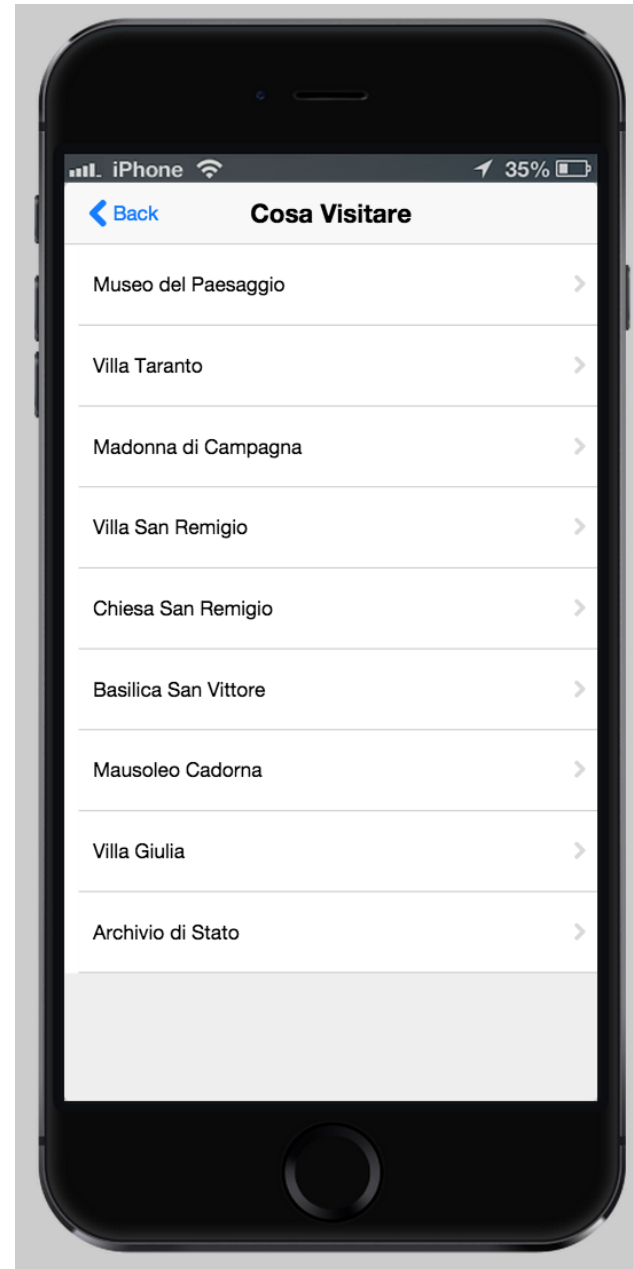 iPhone 35%
Back Cosa Visitare
Museo del Paesaggio
Villa Taranto
Madonna di Campagna
Villa San Remigio
Chiesa San Remigio
Basilica San Vittore
Mausoleo Cadorna
Villa Giulia
Archivio di Stato